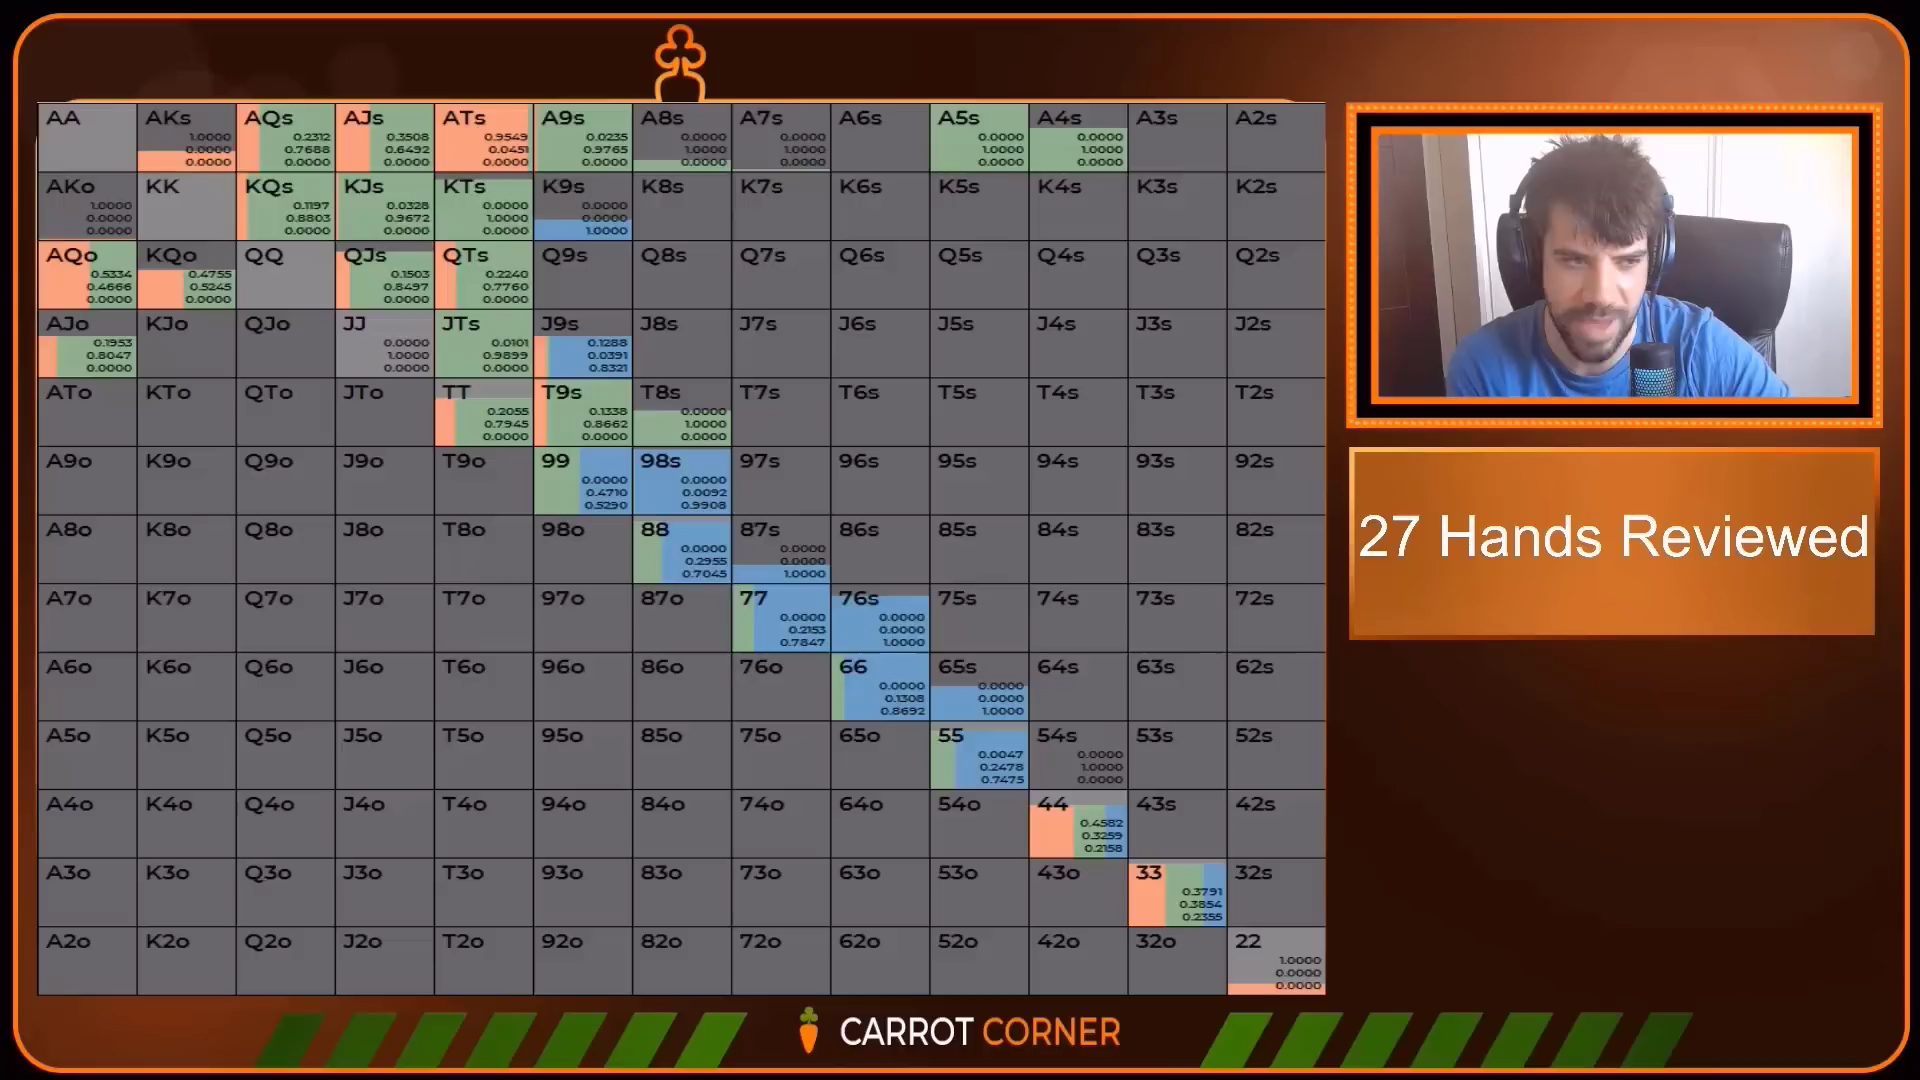 AA AKs AQs AJs ATs A9s A8s A7s A6s A5s A4s A3s A2s
1.0000 0.2312 0.3508 0.9549 0.0235 0.0000 0.0000 0.0000 0.0000
0.0000 0.7688 0.6492 0.0451 0.9765 1.0000 1.0000 1.0000 1.0000
0.0000 0.0000 0.0000 0.0000 0.0000 0.0000 0.0000 0.0000 0.0000
AKo KK KQs KJs KTs K9s K8s K7s K6s K5s K4s K3s K2s
1.0000 0.1197 0.0328 0.0000 0.0000
0.0000 0.8803 0.9672 1.0000 0.0000
0.0000 0.0000 0.0000 0.0000 1.0000
AQo KQo QQ QJs QTs Q9s Q8s Q7s Q6s Q5s Q4s Q3s Q2s
0.5334 0.4755 0.1503 0.2240
0.4666 0.5245 0.8497 0.7760
0.0000 0.0000 0.0000 0.0000
AJo KJo QJo JJ JTs J9s J8s J7s J6s J5s J4s J3s J2s
0.1953 0.0000 0.0101 0.1288
0.8047 1.0000 0.9899 0.0391
0.0000 0.0000 0.0000 0.8321
ATo KTo QTo JTo TT T9s T8s T7s T6s T5s T4s T3s T2s
0.2055 0.1338 0.0000
0.7945 0.8662 1.0000
0.0000 0.0000 0.0000
A9o K9o Q9o J9o T9o 99 98s 97s 96s 95s 94s 93s 92s
0.0000 0.0000
0.4710 0.0092
0.5290 0.9908
A8o K8o Q8o J8o T8o 98o 88 87s 86s 85s 84s 83s 82s
0.0000 0.0000
0.2955 0.0000
0.7045 1.0000
A7o K7o Q7o J7o T7o 97o 87o 77 76s 75s 74s 73s 72s
0.0000 0.0000
0.2153 0.0000
0.7847 1.0000
A6o K6o Q6o J6o T6o 96o 86o 76o 66 65s 64s 63s 62s
0.0000 0.0000
0.1308 0.0000
0.8692 1.0000
A5o K5o Q5o J5o T5o 95o 85o 75o 65o 55 54s 53s 52s
0.0047 0.0000
0.2478 1.0000
0.7475 0.0000
A4o K4o Q4o J4o T4o 94o 84o 74o 64o 54o 44 43s 42s
0.4582
0.3259
0.2158
A3o K3o Q3o J3o T3o 93o 83o 73o 63o 53o 43o 33 32s
0.3791
0.3854
0.2355
A2o K2o Q2o J2o T2o 92o 82o 72o 62o 52o 42o 32o 22
1.0000
0.0000
0.0000
27 Hands Reviewed
CARROT CORNER